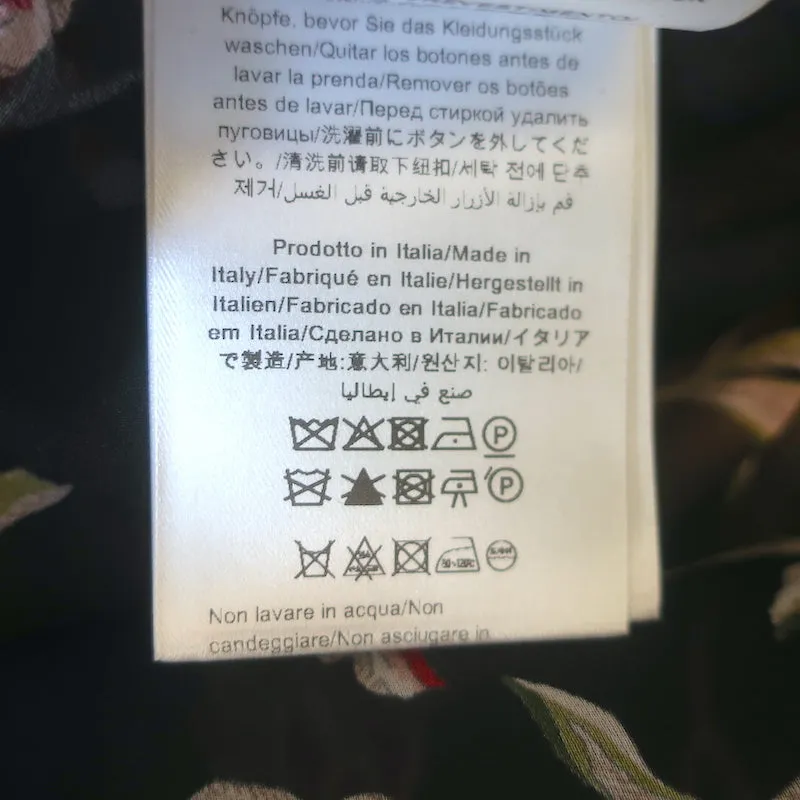 Knöpfe, bevor Sie das Kleidungsstück
waschen/Quitar los botones antes de
lavar la prenda/Remover os botões
antes de lavar/Перед стиркой удалить
пуговицы/洗濯前にボタンを外してくだ
さい。/清洗前请取下纽扣/세탁 전에 단추
제거/قم بإزالة الأزرار الخارجية قبل الغسل
Prodotto in Italia/Made in
Italy/Fabriqué en Italie/Hergestellt in
Italien/Fabricado en Italia/Fabricado
em Italia/Сделано в Италии/イタリア
で製造/产地:意大利/원산지: 이탈리아/
صنع في إيطاليا
P
P
Non lavare in acqua/Non
candeggiare/Non asciugare in